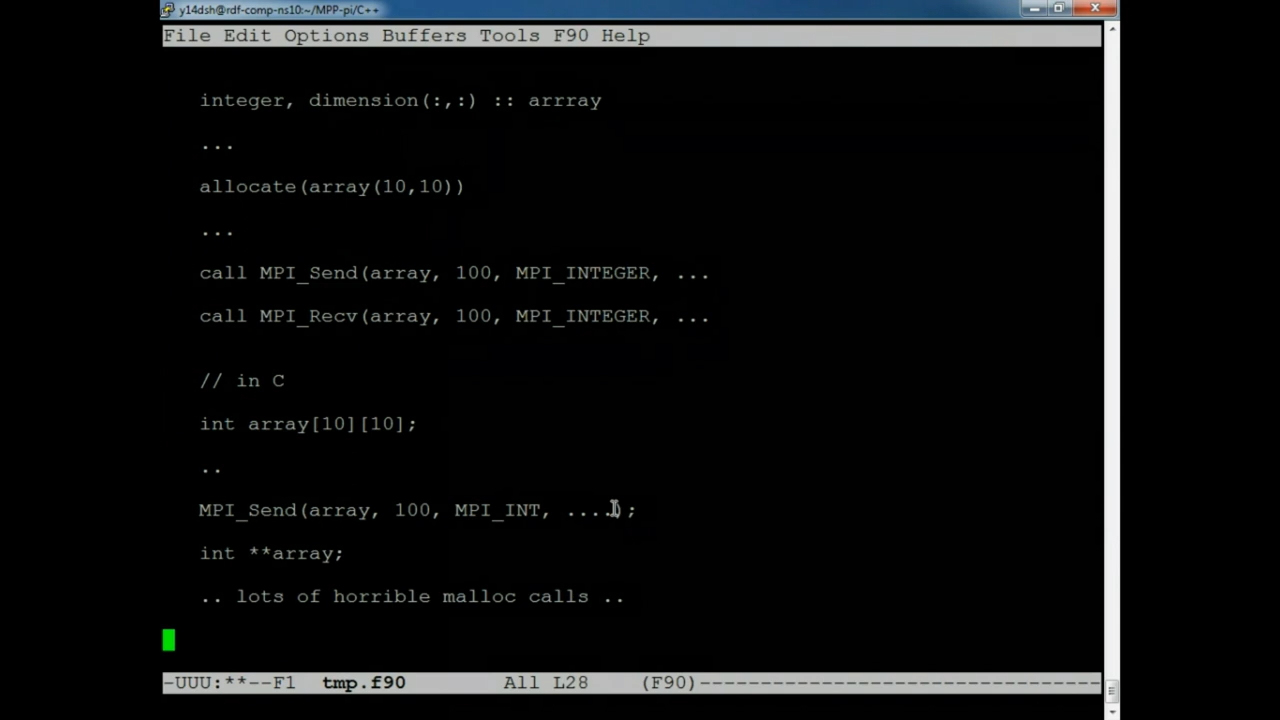 y14dsh@rdf-comp-ns10:~/MPP-pi/C++
File Edit Options Buffers Tools F90 Help
integer, dimension(:,:) :: arrray
...
allocate(array(10,10))
...
call MPI_Send(array, 100, MPI_INTEGER, ...
call MPI_Recv(array, 100, MPI_INTEGER, ...
// in C
int array[10][10];
..
MPI_Send(array, 100, MPI_INT, ....);
int **array;
.. lots of horrible malloc calls ..
-UUU:**--F1  tmp.f90        All L28    (F90)---------------------------------